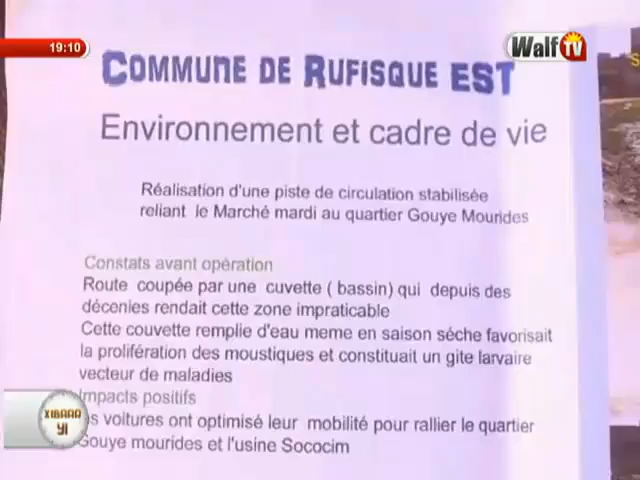 19:10
Walf TV
COMMUNE DE RUFISQUE EST
Environnement et cadre de vie
Réalisation d'une piste de circulation stabilisée
reliant le Marché mardi au quartier Gouye Mourides
Constats avant opération
Route coupée par une cuvette ( bassin) qui depuis des
décenies rendait cette zone impraticable
Cette couvette remplie d'eau meme en saison séche favorisait
la prolifération des moustiques et constituait un gite larvaire
vecteur de maladies
Impacts positifs
s voitures ont optimisé leur mobilité pour rallier le quartier
Gouye mourides et l'usine Sococim
XIBAAR
YI